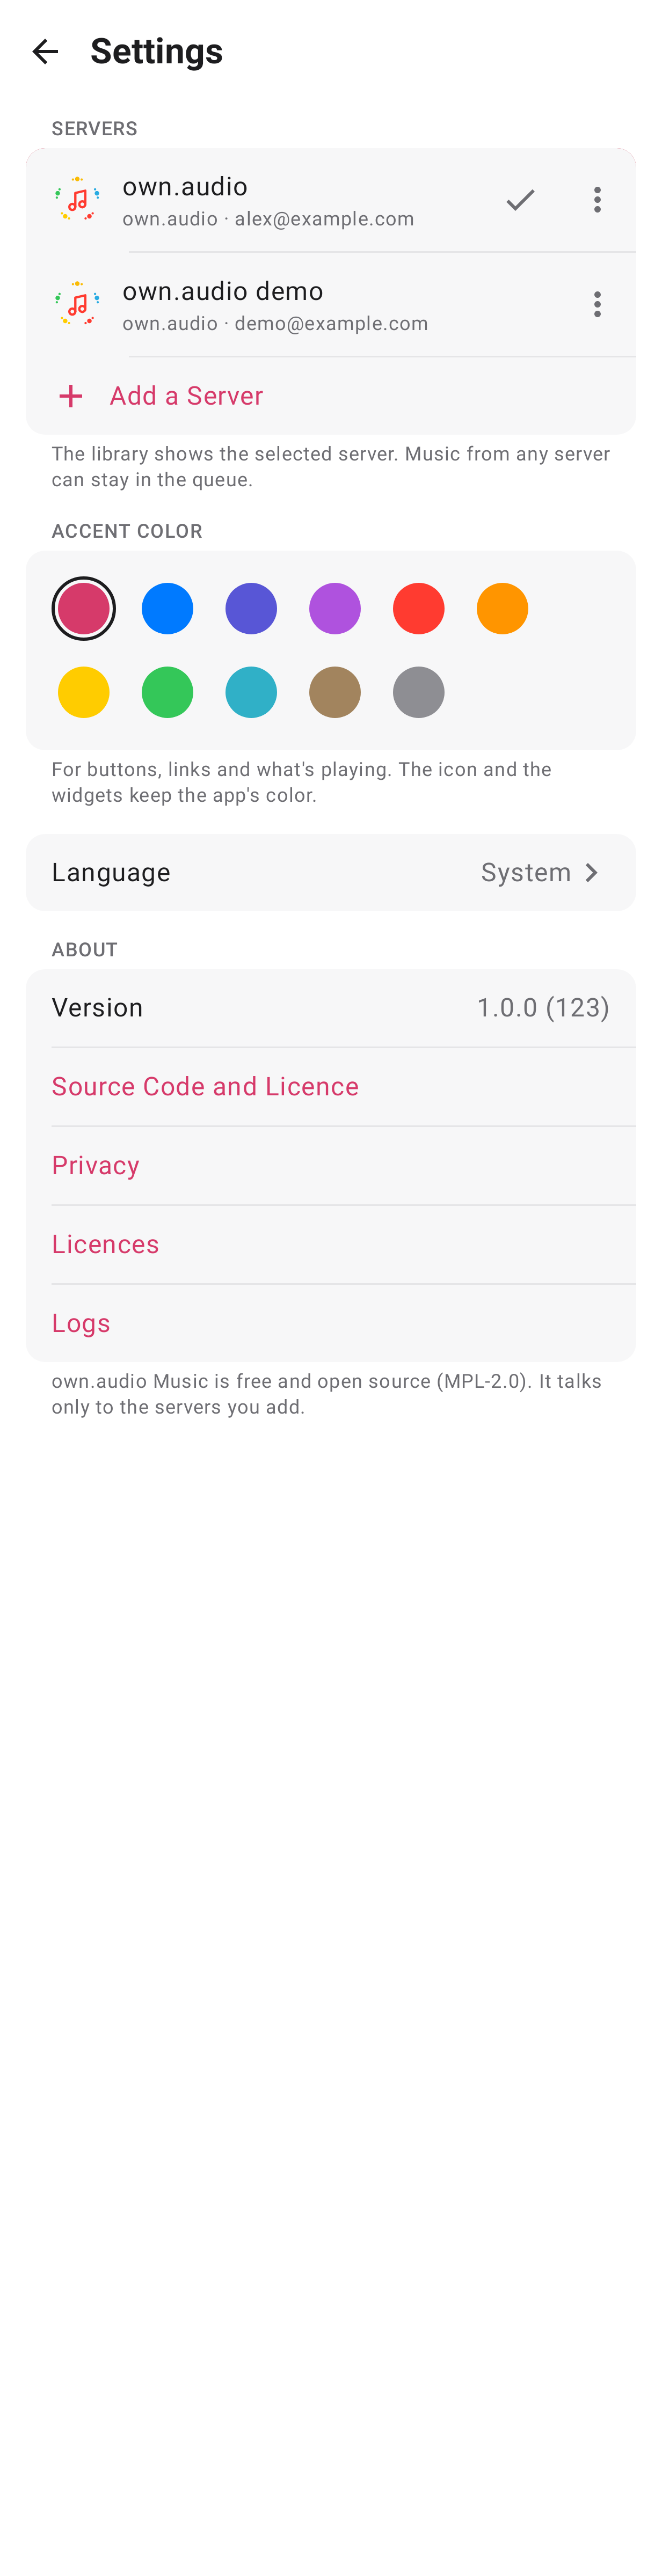 Settings
SERVERS
own.audio
own.audio · alex@example.com
own.audio demo
own.audio · demo@example.com
Add a Server
The library shows the selected server. Music from any server
can stay in the queue.
ACCENT COLOR
For buttons, links and what's playing. The icon and the
widgets keep the app's color.
Language System
ABOUT
Version 1.0.0 (123)
Source Code and Licence
Privacy
Licences
Logs
own.audio Music is free and open source (MPL-2.0). It talks
only to the servers you add.